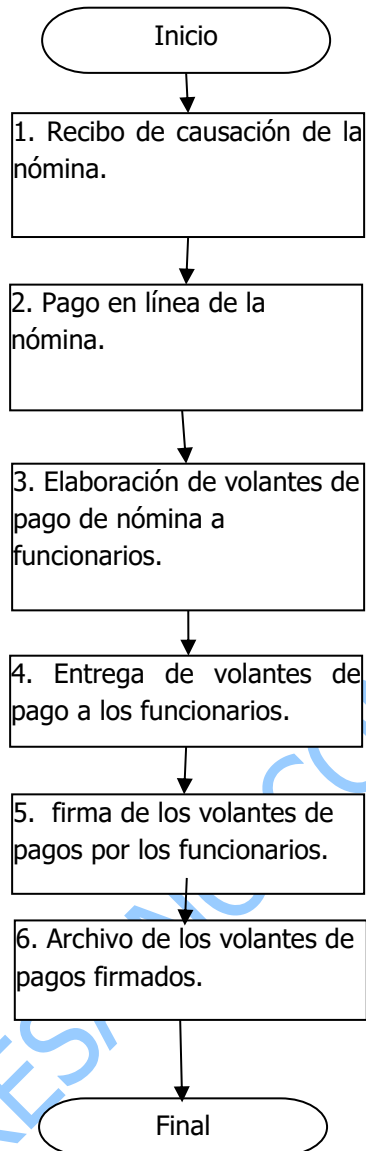 Inicio
1. Recibo de causación de la
nómina.
2. Pago en línea de la
nómina.
3. Elaboración de volantes de
pago de nómina a
funcionarios.
4. Entrega de volantes de
pago a los funcionarios.
5. firma de los volantes de
pagos por los funcionarios.
6. Archivo de los volantes de
pagos firmados.
Final